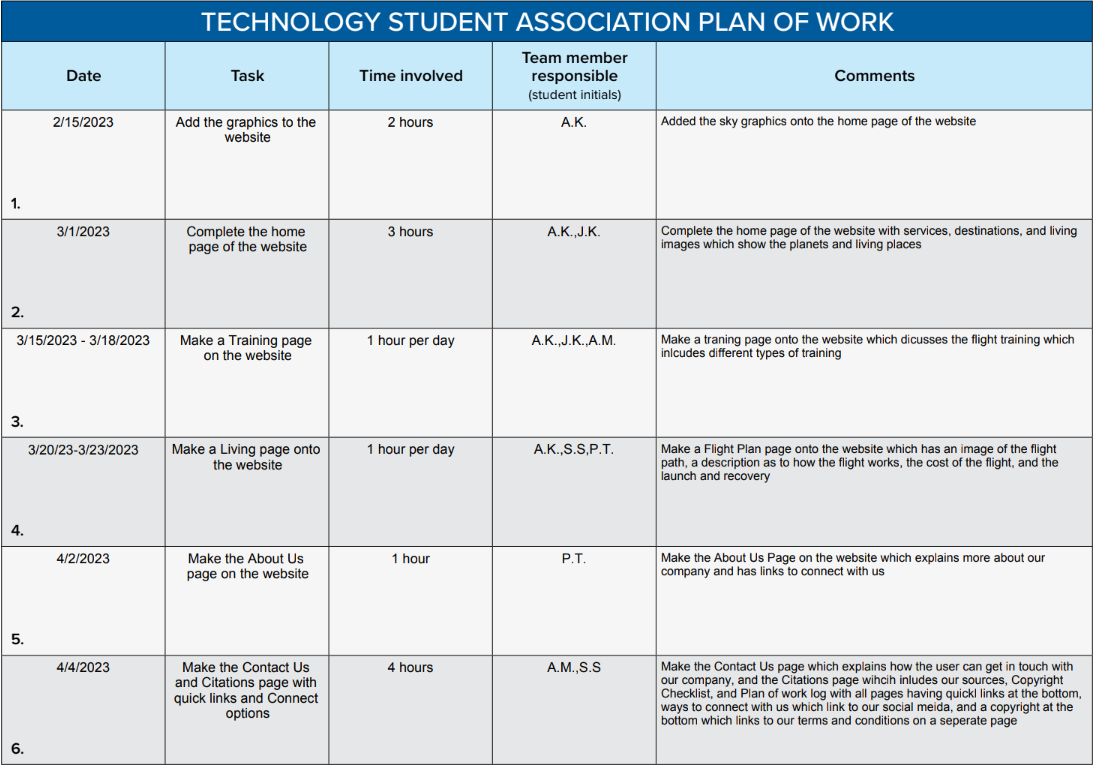 TECHNOLOGY STUDENT ASSOCIATION PLAN OF WORK
Date
Task
Time involved
Team member
responsible
(student initials)
Comments
1.
2/15/2023
Add the graphics to the
website
2 hours
A.K.
Added the sky graphics onto the home page of the website
2.
3/1/2023
Complete the home
page of the website
3 hours
A.K.,J.K.
Complete the home page of the website with services, destinations, and living
images which show the planets and living places
3.
3/15/2023 - 3/18/2023
Make a Training page
on the website
1 hour per day
A.K.,J.K.,A.M.
Make a traning page onto the website which dicusses the flight training which
inlcudes different types of training
4.
3/20/23-3/23/2023
Make a Living page onto
the website
1 hour per day
A.K.,S.S,P.T.
Make a Flight Plan page onto the website which has an image of the flight
path, a description as to how the flight works, the cost of the flight, and the
launch and recovery
5.
4/2/2023
Make the About Us
page on the website
1 hour
P.T.
Make the About Us Page on the website which explains more about our
company and has links to connect with us
6.
4/4/2023
Make the Contact Us
and Citations page with
quick links and Connect
options
4 hours
A.M.,S.S
Make the Contact Us page which explains how the user can get in touch with
our company, and the Citations page wihcih inludes our sources, Copyright
Checklist, and Plan of work log with all pages having quickl links at the bottom,
ways to connect with us which link to our social meida, and a copyright at the
bottom which links to our terms and conditions on a seperate page